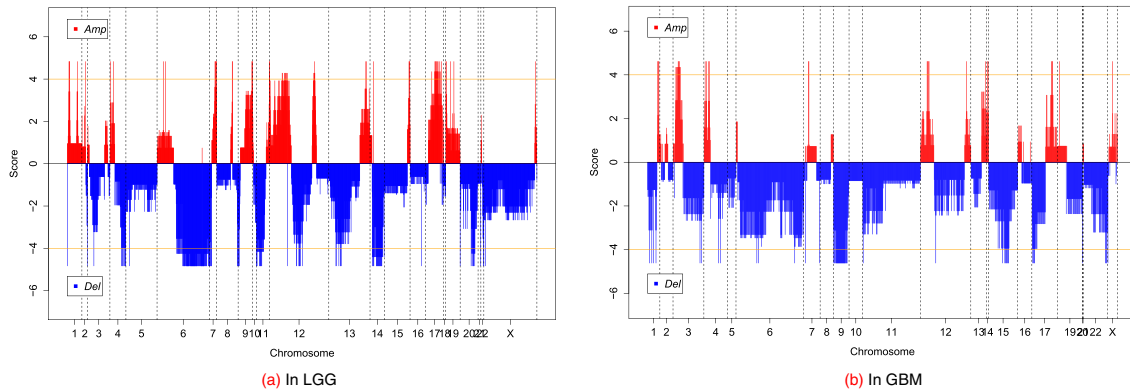 6
4
2
0
−2
−4
−6
Score
Amp
Del
1 2 3 4 5 6 7 8 9 10 11 12 13 14 15 16 17 18 19 20 21 22 X
Chromosome
(a) In LGG
6
4
2
0
−2
−4
−6
Score
Amp
Del
1 2 3 4 5 6 7 8 9 10 11 12 13 14 15 16 17 19 20 21 22 X
Chromosome
(b) In GBM